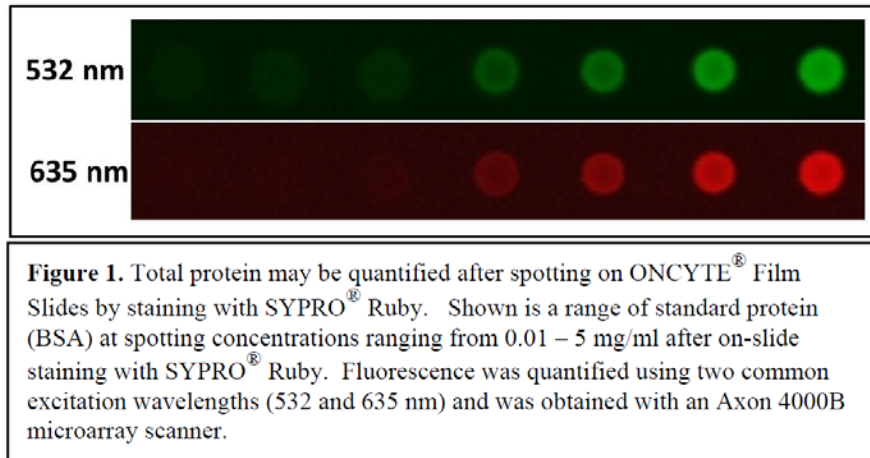 532 nm
635 nm
Figure 1. Total protein may be quantified after spotting on ONCYTE® Film
Slides by staining with SYPRO® Ruby. Shown is a range of standard protein
(BSA) at spotting concentrations ranging from 0.01 – 5 mg/ml after on-slide
staining with SYPRO® Ruby. Fluorescence was quantified using two common
excitation wavelengths (532 and 635 nm) and was obtained with an Axon 4000B
microarray scanner.